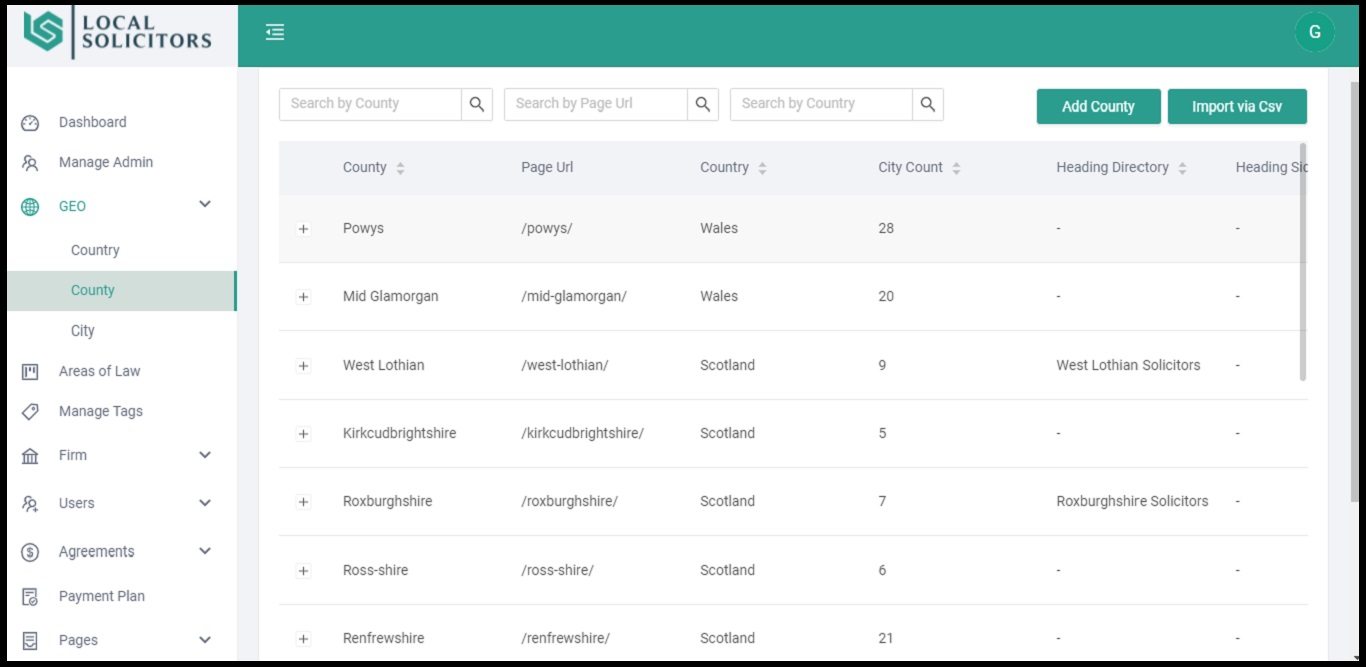 LOCAL
SOLICITORS
G
Dashboard
Manage Admin
GEO
Country
County
City
Areas of Law
Manage Tags
Firm
Users
Agreements
Payment Plan
Pages
Search by County
Search by Page Url
Search by Country
Add County
Import via Csv
County Page Url Country City Count Heading Directory Heading
Powys /powys/ Wales 28 - -
Mid Glamorgan /mid-glamorgan/ Wales 20 - -
West Lothian /west-lothian/ Scotland 9 West Lothian Solicitors -
Kirkcudbrightshire /kirkcudbrightshire/ Scotland 5 - -
Roxburghshire /roxburghshire/ Scotland 7 Roxburghshire Solicitors -
Ross-shire /ross-shire/ Scotland 6 - -
Renfrewshire /renfrewshire/ Scotland 21 - -